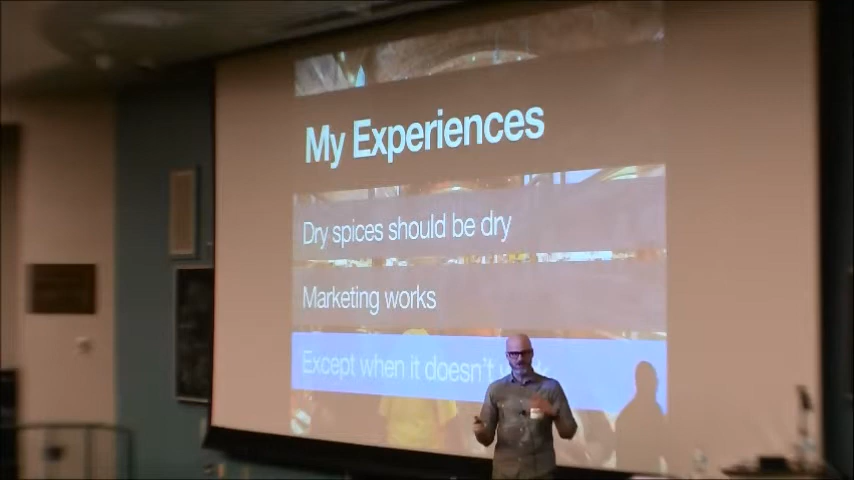 My Experiences
Dry spices should be dry
Marketing works
Except when it doesn't